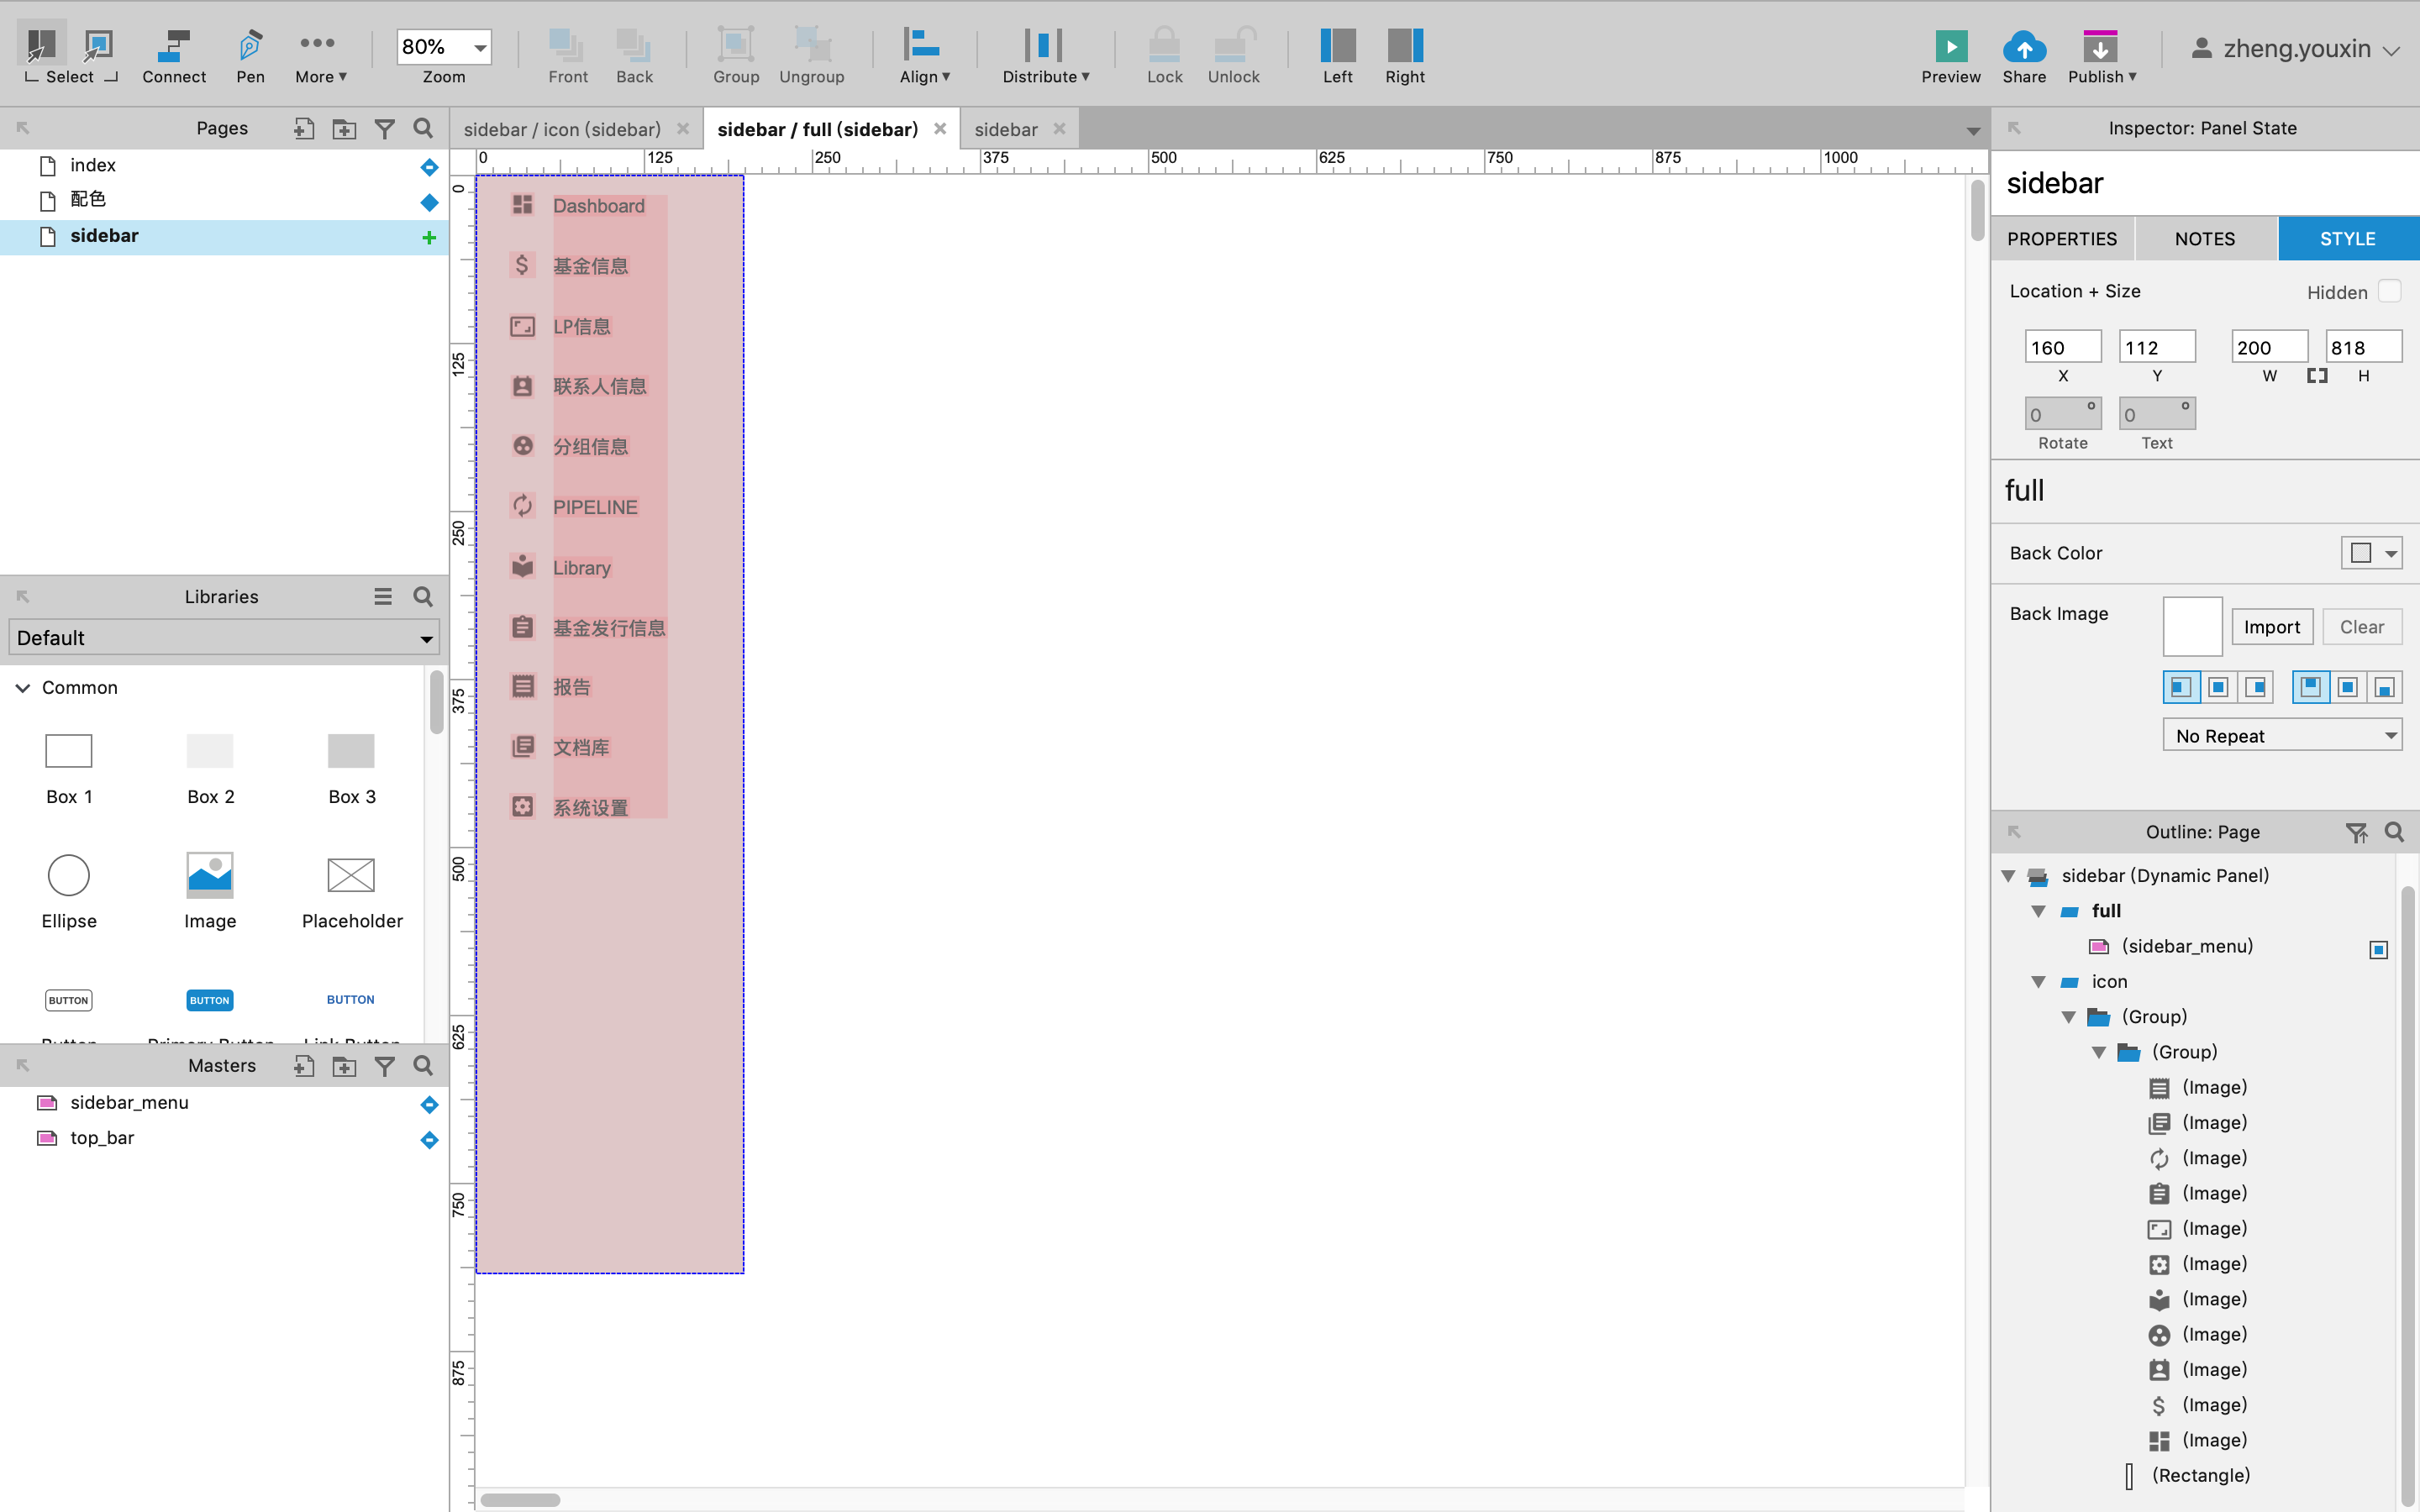 80%
Select
Connect
Pen
More ▾
Zoom
Front
Back
Group
Ungroup
Align ▾
Distribute ▾
Lock
Unlock
Left
Right
Preview
Share
Publish ▾
zheng.youxin
Pages
index
配色
sidebar
Libraries
Default
Common
Box 1
Box 2
Box 3
Ellipse
Image
Placeholder
BUTTON
BUTTON
BUTTON
Button
Primary Button
Link Button
Masters
sidebar_menu
top_bar
sidebar / icon (sidebar)
sidebar / full (sidebar)
sidebar
0
125
250
375
500
625
750
875
1000
0
125
250
375
500
625
750
875
Dashboard
基金信息
LP信息
联系人信息
分组信息
PIPELINE
Library
基金发行信息
报告
文档库
系统设置
Inspector: Panel State
sidebar
PROPERTIES
NOTES
STYLE
Location + Size
Hidden
160
112
200
818
X
Y
W
H
0 °
0 °
Rotate
Text
full
Back Color
Back Image
Import
Clear
No Repeat
Outline: Page
sidebar (Dynamic Panel)
full
(sidebar_menu)
icon
(Group)
(Group)
(Image)
(Image)
(Image)
(Image)
(Image)
(Image)
(Image)
(Image)
(Image)
(Image)
(Image)
(Rectangle)